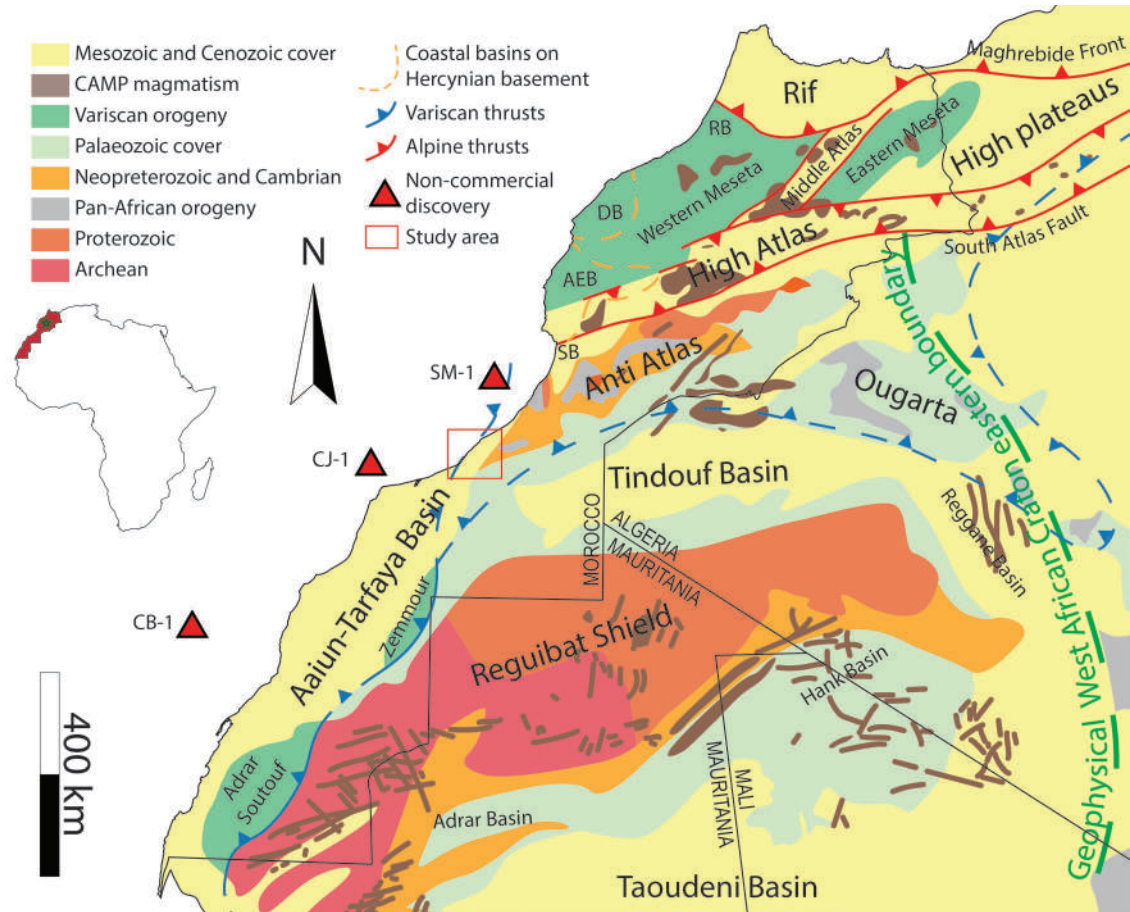 Mesozoic and Cenozoic cover
CAMP magmatism
Variscan orogeny
Palaeozoic cover
Neopreterozoic and Cambrian
Pan-African orogeny
Proterozoic
Archean
Coastal basins on
Hercynian basement
Variscan thrusts
Alpine thrusts
Non-commercial
discovery
Study area
N
Maghrebide Front
Rif
RB
Middle Atlas
Eastern Meseta
High plateaus
DB
Western Meseta
High Atlas
South Atlas Fault
AEB
SB
Anti Atlas
SM-1
Ougarta
CJ-1
Tindouf Basin
Reggane Basin
Geophysical West African Craton eastern boundary
MOROCCO
ALGERIA
MAURITANIA
Aaiun-Tarfaya Basin
CB-1
Zemmour
Reguibat Shield
Hank Basin
400 km
Adrar
Soutouf
MAURITANIA
MALI
Adrar Basin
Taoudeni Basin